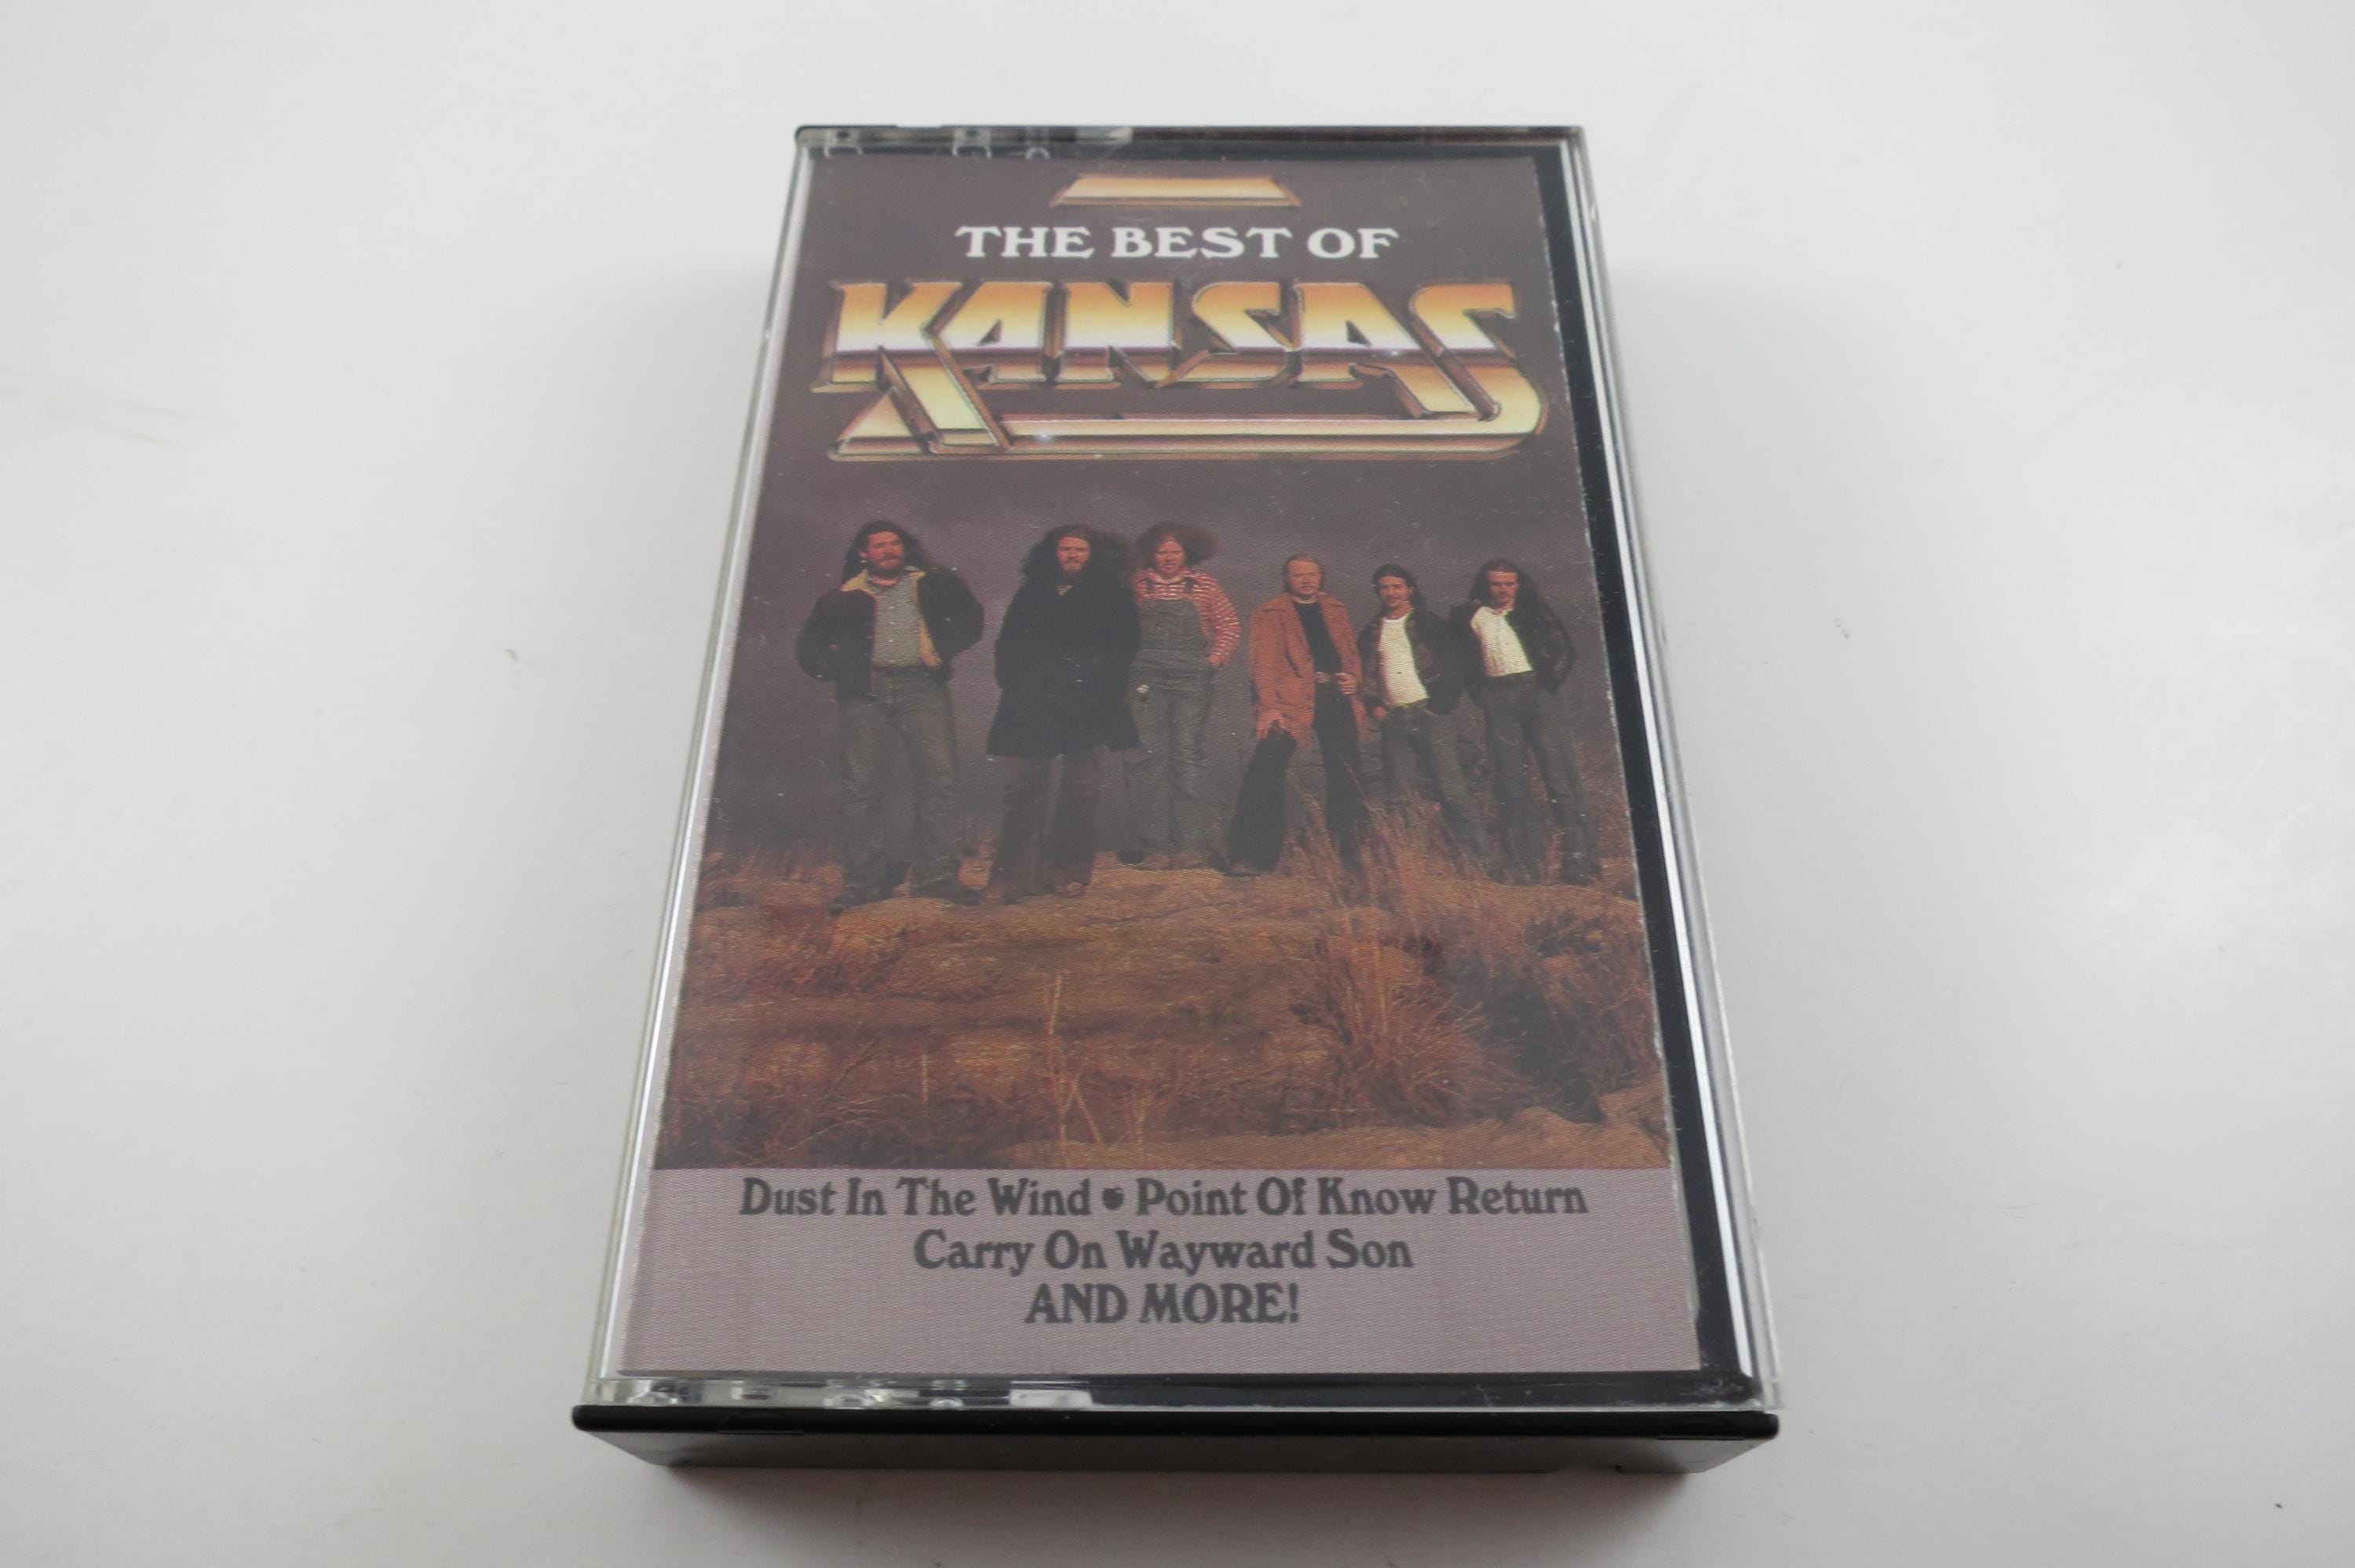 THE BEST OF
KANSAS
Dust In The Wind • Point Of Know Return
Carry On Wayward Son
AND MORE!